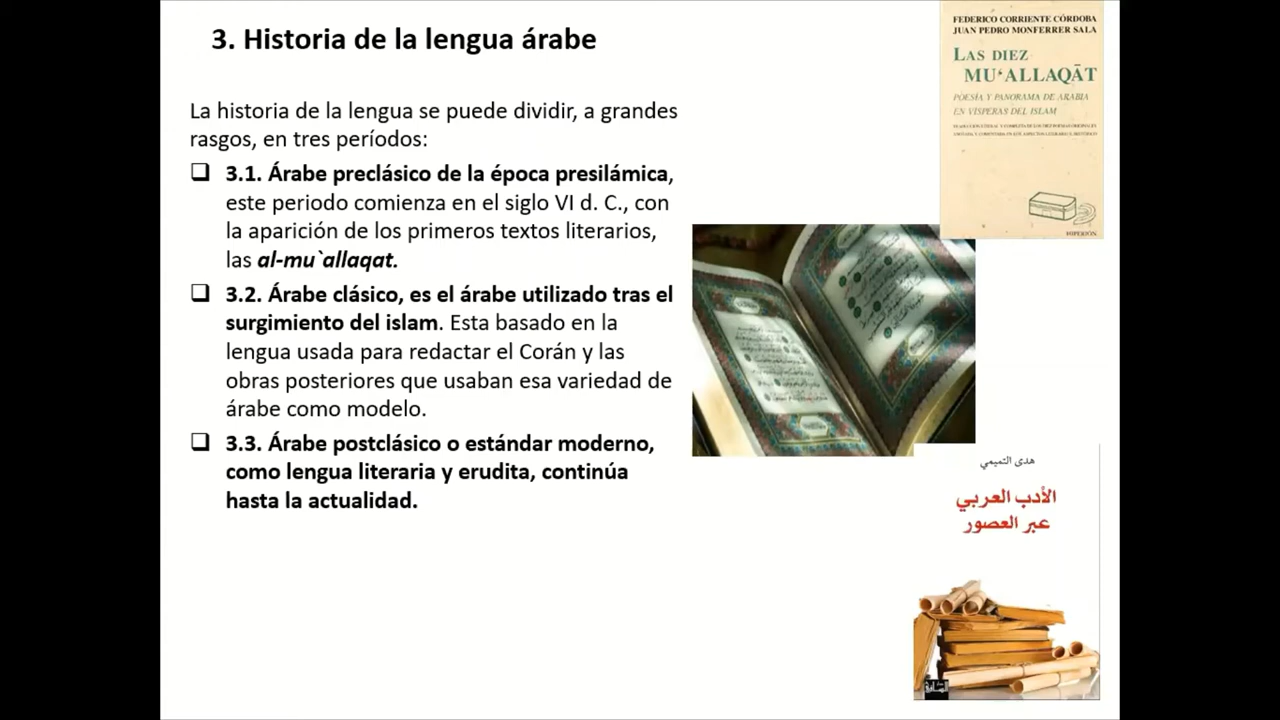 3. Historia de la lengua árabe
La historia de la lengua se puede dividir, a grandes
rasgos, en tres períodos:
3.1. Árabe preclásico de la época presilámica,
este periodo comienza en el siglo VI d. C., con
la aparición de los primeros textos literarios,
las al-mu`allaqat.
3.2. Árabe clásico, es el árabe utilizado tras el
surgimiento del islam. Esta basado en la
lengua usada para redactar el Corán y las
obras posteriores que usaban esa variedad de
árabe como modelo.
3.3. Árabe postclásico o estándar moderno,
como lengua literaria y erudita, continúa
hasta la actualidad.
FEDERICO CORRIENTE CÓRDOBA
JUAN PEDRO MONFERRER SALA
LAS DIEZ
MU‘ALLAQĀT
POESÍA Y PANORAMA DE ARABIA
EN VÍSPERAS DEL ISLAM
HIPERIÓN
هدى التميمي
الأدب العربي
عبر العصور